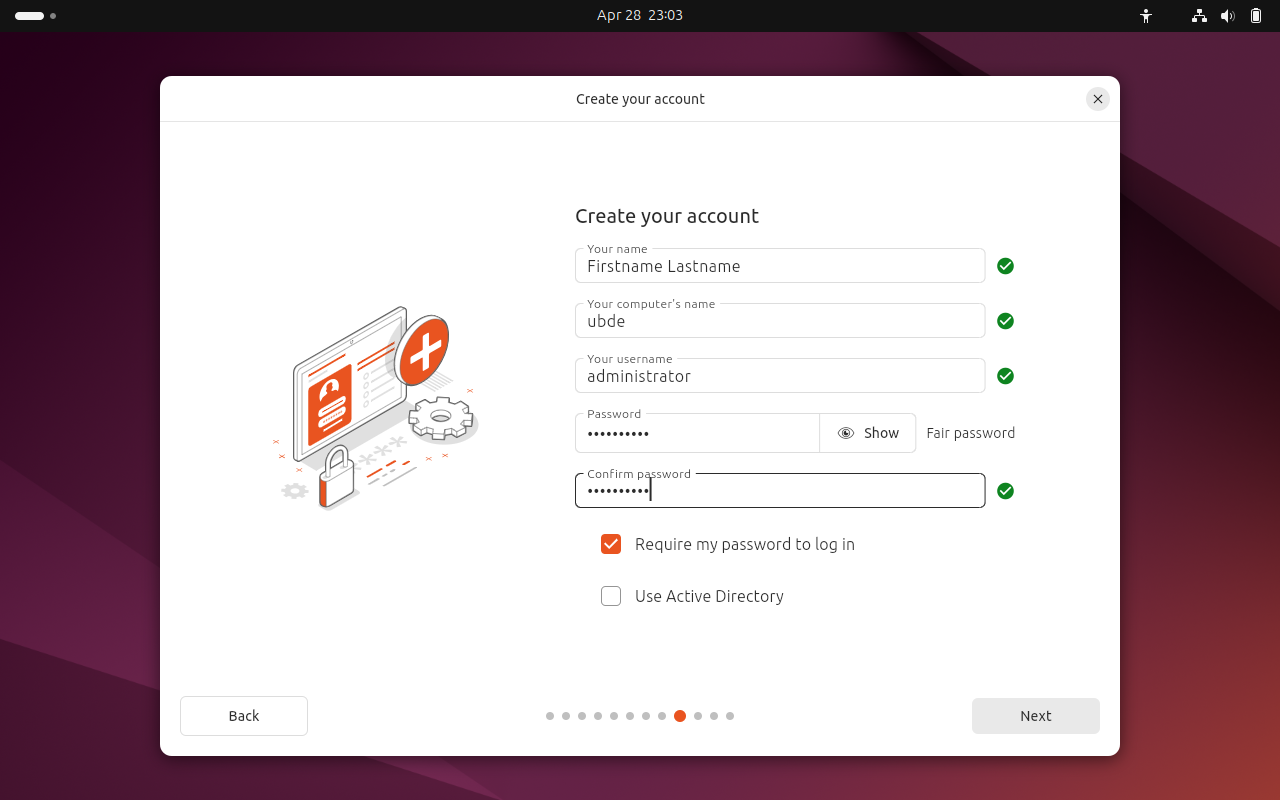 Apr 28 23:03
Create your account
Create your account
Your name
Firstname Lastname
Your computer's name
ubde
Your username
administrator
Password
•••••••••• Show Fair password
Confirm password
••••••••••
Require my password to log in
Use Active Directory
Back Next